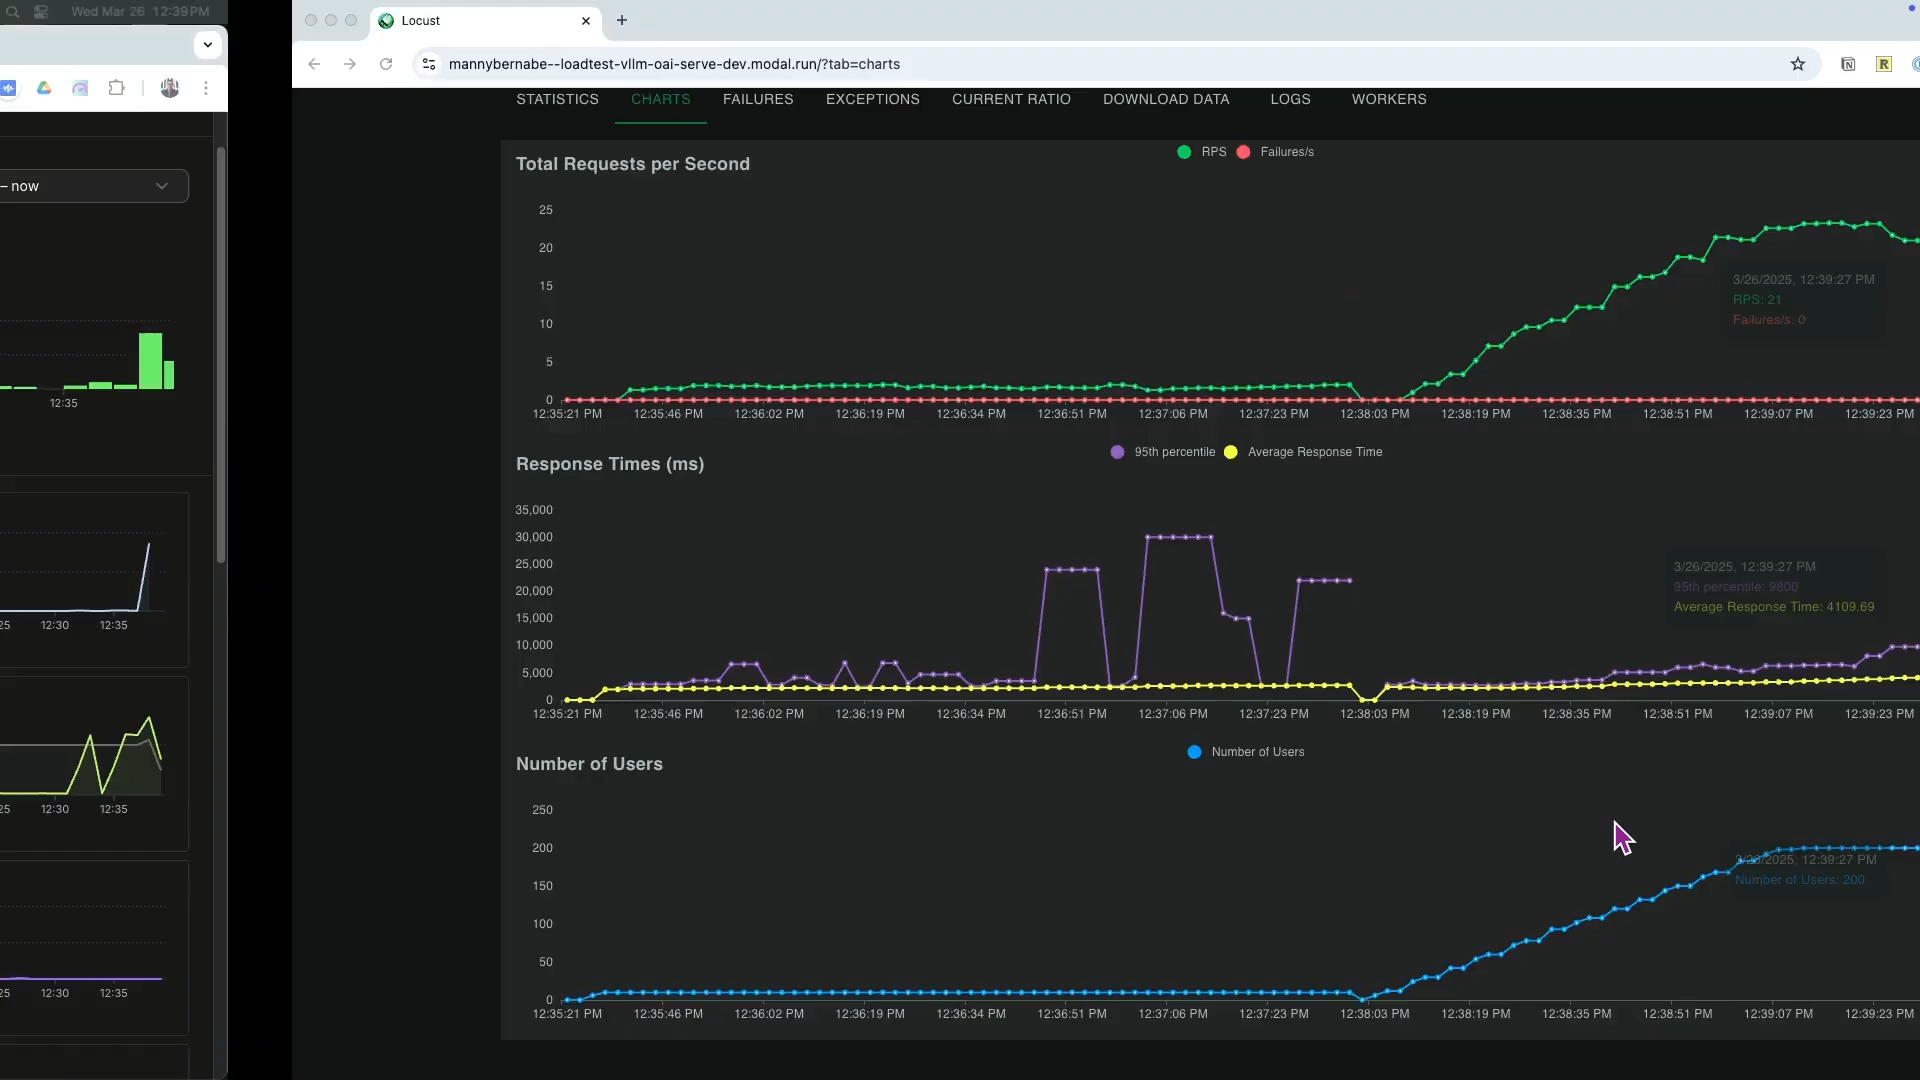 Wed Mar 26 12:39PM
– now
12:35
25
12:30
12:35
25
12:30
12:35
25
12:30
12:35
Locust
mannybernabe--loadtest-vllm-oai-serve-dev.modal.run/?tab=charts
STATISTICS CHARTS FAILURES EXCEPTIONS CURRENT RATIO DOWNLOAD DATA LOGS WORKERS
Total Requests per Second
RPS Failures/s
25
20
15
10
5
0
3/26/2025, 12:39:27 PM
RPS: 21
Failures/s: 0
12:35:21 PM 12:35:46 PM 12:36:02 PM 12:36:19 PM 12:36:34 PM 12:36:51 PM 12:37:06 PM 12:37:23 PM 12:38:03 PM 12:38:19 PM 12:38:35 PM 12:38:51 PM 12:39:07 PM 12:39:23 PM
Response Times (ms)
95th percentile Average Response Time
35,000
30,000
25,000
20,000
15,000
10,000
5,000
0
3/26/2025, 12:39:27 PM
95th percentile: 9800
Average Response Time: 4109.69
12:35:21 PM 12:35:46 PM 12:36:02 PM 12:36:19 PM 12:36:34 PM 12:36:51 PM 12:37:06 PM 12:37:23 PM 12:38:03 PM 12:38:19 PM 12:38:35 PM 12:38:51 PM 12:39:07 PM 12:39:23 PM
Number of Users
Number of Users
250
200
150
100
50
0
3/26/2025, 12:39:27 PM
Number of Users: 200
12:35:21 PM 12:35:46 PM 12:36:02 PM 12:36:19 PM 12:36:34 PM 12:36:51 PM 12:37:06 PM 12:37:23 PM 12:38:03 PM 12:38:19 PM 12:38:35 PM 12:38:51 PM 12:39:07 PM 12:39:23 PM